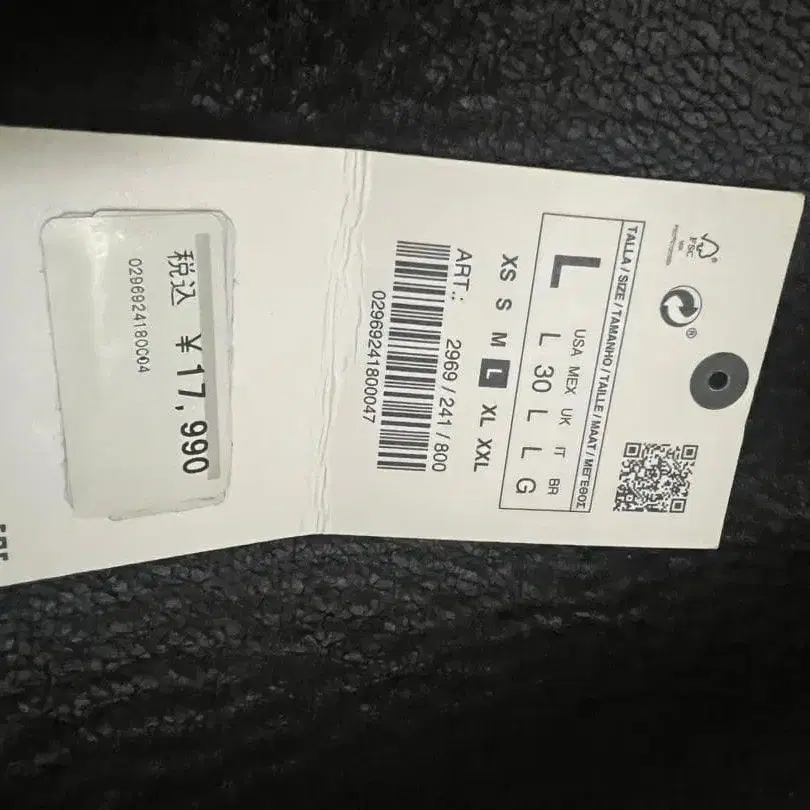 FSC
®
TALLA / SIZE / TAMANHO / TAILLE / MAAT / ΜΕΓΕΘΟΣ
USA MEX UK IT BR
L L 30 L L G
XS S M L XL XXL
ART.: 2969 / 241 / 800
02969241800047
税込 ¥17,990
0296924180004